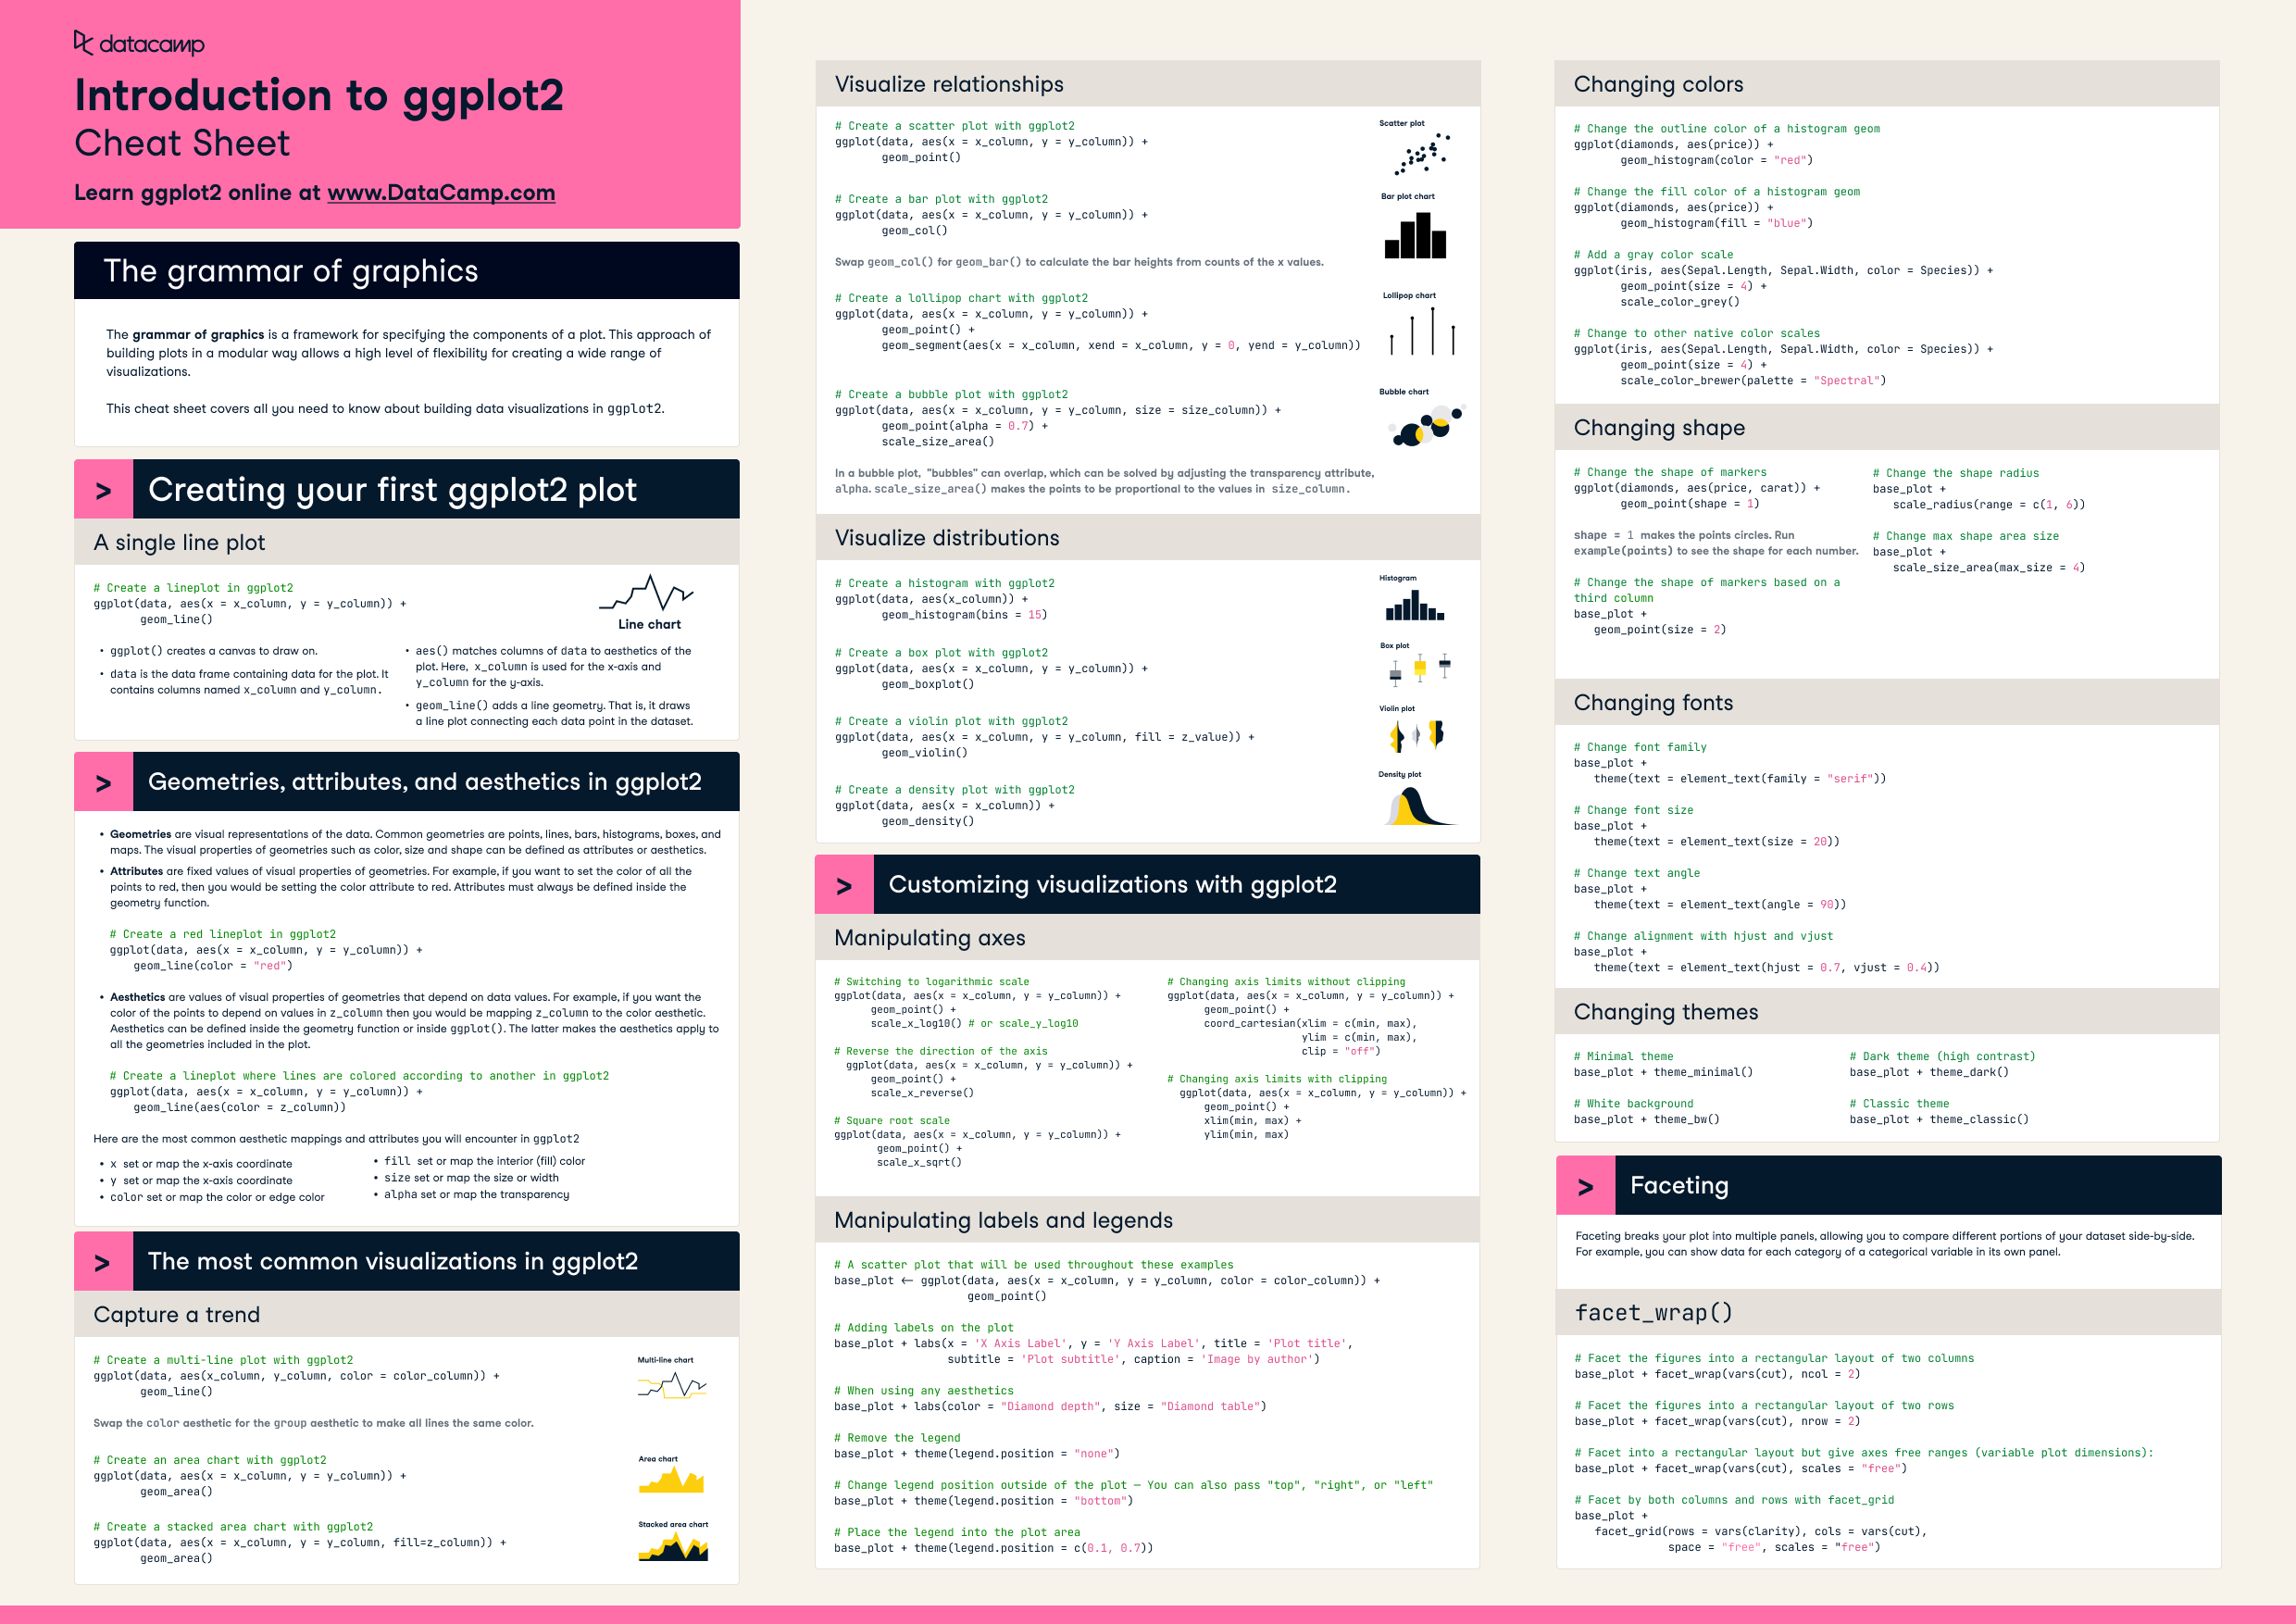 datacamp
Introduction to ggplot2
Cheat Sheet
Learn ggplot2 online at www.DataCamp.com
The grammar of graphics
The grammar of graphics is a framework for specifying the components of a plot. This approach of
building plots in a modular way allows a high level of flexibility for creating a wide range of
visualizations.
This cheat sheet covers all you need to know about building data visualizations in ggplot2.
> Creating your first ggplot2 plot
A single line plot
# Create a lineplot in ggplot2
ggplot(data, aes(x = x_column, y = y_column)) +
geom_line()
Line chart
• ggplot() creates a canvas to draw on.
• data is the data frame containing data for the plot. It
contains columns named x_column and y_column.
• aes() matches columns of data to aesthetics of the
plot. Here, x_column is used for the x-axis and
y_column for the y-axis.
• geom_line() adds a line geometry. That is, it draws
a line plot connecting each data point in the dataset.
> Geometries, attributes, and aesthetics in ggplot2
• Geometries are visual representations of the data. Common geometries are points, lines, bars, histograms, boxes, and
maps. The visual properties of geometries such as color, size and shape can be defined as attributes or aesthetics.
• Attributes are fixed values of visual properties of geometries. For example, if you want to set the color of all the
points to red, then you would be setting the color attribute to red. Attributes must always be defined inside the
geometry function.
# Create a red lineplot in ggplot2
ggplot(data, aes(x = x_column, y = y_column)) +
geom_line(color = "red")
• Aesthetics are values of visual properties of geometries that depend on data values. For example, if you want the
color of the points to depend on values in z_column then you would be mapping z_column to the color aesthetic.
Aesthetics can be defined inside the geometry function or inside ggplot(). The latter makes the aesthetics apply to
all the geometries included in the plot.
# Create a lineplot where lines are colored according to another in ggplot2
ggplot(data, aes(x = x_column, y = y_column)) +
geom_line(aes(color = z_column))
Here are the most common aesthetic mappings and attributes you will encounter in ggplot2
• x set or map the x-axis coordinate
• y set or map the x-axis coordinate
• color set or map the color or edge color
• fill set or map the interior (fill) color
• size set or map the size or width
• alpha set or map the transparency
> The most common visualizations in ggplot2
Capture a trend
# Create a multi-line plot with ggplot2
ggplot(data, aes(x_column, y_column, color = color_column)) +
geom_line()
Multi-line chart
Swap the color aesthetic for the group aesthetic to make all lines the same color.
# Create an area chart with ggplot2
ggplot(data, aes(x = x_column, y = y_column)) +
geom_area()
Area chart
# Create a stacked area chart with ggplot2
ggplot(data, aes(x = x_column, y = y_column, fill=z_column)) +
geom_area()
Stacked area chart
Visualize relationships
# Create a scatter plot with ggplot2
ggplot(data, aes(x = x_column, y = y_column)) +
geom_point()
Scatter plot
# Create a bar plot with ggplot2
ggplot(data, aes(x = x_column, y = y_column)) +
geom_col()
Bar plot chart
Swap geom_col() for geom_bar() to calculate the bar heights from counts of the x values.
# Create a lollipop chart with ggplot2
ggplot(data, aes(x = x_column, y = y_column)) +
geom_point() +
geom_segment(aes(x = x_column, xend = x_column, y = 0, yend = y_column))
Lollipop chart
# Create a bubble plot with ggplot2
ggplot(data, aes(x = x_column, y = y_column, size = size_column)) +
geom_point(alpha = 0.7) +
scale_size_area()
Bubble chart
In a bubble plot, "bubbles" can overlap, which can be solved by adjusting the transparency attribute,
alpha. scale_size_area() makes the points to be proportional to the values in size_column.
Visualize distributions
# Create a histogram with ggplot2
ggplot(data, aes(x_column)) +
geom_histogram(bins = 15)
Histogram
# Create a box plot with ggplot2
ggplot(data, aes(x = x_column, y = y_column)) +
geom_boxplot()
Box plot
# Create a violin plot with ggplot2
ggplot(data, aes(x = x_column, y = y_column, fill = z_value)) +
geom_violin()
Violin plot
# Create a density plot with ggplot2
ggplot(data, aes(x = x_column)) +
geom_density()
Density plot
> Customizing visualizations with ggplot2
Manipulating axes
# Switching to logarithmic scale
ggplot(data, aes(x = x_column, y = y_column)) +
geom_point() +
scale_x_log10() # or scale_y_log10
# Reverse the direction of the axis
ggplot(data, aes(x = x_column, y = y_column)) +
geom_point() +
scale_x_reverse()
# Square root scale
ggplot(data, aes(x = x_column, y = y_column)) +
geom_point() +
scale_x_sqrt()
# Changing axis limits without clipping
ggplot(data, aes(x = x_column, y = y_column)) +
geom_point() +
coord_cartesian(xlim = c(min, max),
ylim = c(min, max),
clip = "off")
# Changing axis limits with clipping
ggplot(data, aes(x = x_column, y = y_column)) +
geom_point() +
xlim(min, max) +
ylim(min, max)
Manipulating labels and legends
# A scatter plot that will be used throughout these examples
base_plot <- ggplot(data, aes(x = x_column, y = y_column, color = color_column)) +
geom_point()
# Adding labels on the plot
base_plot + labs(x = 'X Axis Label', y = 'Y Axis Label', title = 'Plot title',
subtitle = 'Plot subtitle', caption = 'Image by author')
# When using any aesthetics
base_plot + labs(color = "Diamond depth", size = "Diamond table")
# Remove the legend
base_plot + theme(legend.position = "none")
# Change legend position outside of the plot — You can also pass "top", "right", or "left"
base_plot + theme(legend.position = "bottom")
# Place the legend into the plot area
base_plot + theme(legend.position = c(0.1, 0.7))
Changing colors
# Change the outline color of a histogram geom
ggplot(diamonds, aes(price)) +
geom_histogram(color = "red")
# Change the fill color of a histogram geom
ggplot(diamonds, aes(price)) +
geom_histogram(fill = "blue")
# Add a gray color scale
ggplot(iris, aes(Sepal.Length, Sepal.Width, color = Species)) +
geom_point(size = 4) +
scale_color_grey()
# Change to other native color scales
ggplot(iris, aes(Sepal.Length, Sepal.Width, color = Species)) +
geom_point(size = 4) +
scale_color_brewer(palette = "Spectral")
Changing shape
# Change the shape of markers
ggplot(diamonds, aes(price, carat)) +
geom_point(shape = 1)
shape = 1 makes the points circles. Run
example(points) to see the shape for each number.
# Change the shape of markers based on a
third column
base_plot +
geom_point(size = 2)
# Change the shape radius
base_plot +
scale_radius(range = c(1, 6))
# Change max shape area size
base_plot +
scale_size_area(max_size = 4)
Changing fonts
# Change font family
base_plot +
theme(text = element_text(family = "serif"))
# Change font size
base_plot +
theme(text = element_text(size = 20))
# Change text angle
base_plot +
theme(text = element_text(angle = 90))
# Change alignment with hjust and vjust
base_plot +
theme(text = element_text(hjust = 0.7, vjust = 0.4))
Changing themes
# Minimal theme
base_plot + theme_minimal()
# White background
base_plot + theme_bw()
# Dark theme (high contrast)
base_plot + theme_dark()
# Classic theme
base_plot + theme_classic()
> Faceting
Faceting breaks your plot into multiple panels, allowing you to compare different portions of your dataset side-by-side.
For example, you can show data for each category of a categorical variable in its own panel.
facet_wrap()
# Facet the figures into a rectangular layout of two columns
base_plot + facet_wrap(vars(cut), ncol = 2)
# Facet the figures into a rectangular layout of two rows
base_plot + facet_wrap(vars(cut), nrow = 2)
# Facet into a rectangular layout but give axes free ranges (variable plot dimensions):
base_plot + facet_wrap(vars(cut), scales = "free")
# Facet by both columns and rows with facet_grid
base_plot +
facet_grid(rows = vars(clarity), cols = vars(cut),
space = "free", scales = "free")